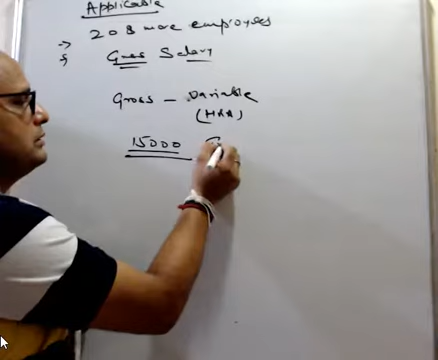 Applicable
20 & more employees
→ Gross Salary
Gross – Variable
(HRA)
15000